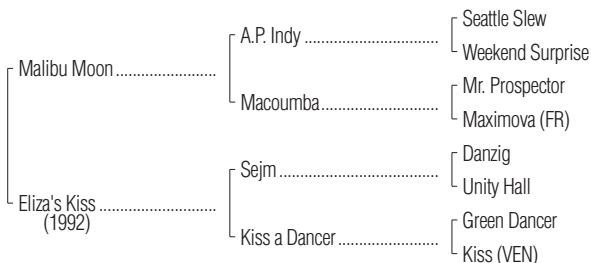 Seattle Slew
A.P. Indy ................................
Weekend Surprise
Malibu Moon ........................
Mr. Prospector
Macoumba ............................
Maximova (FR)
Danzig
Sejm ......................................
Unity Hall
Eliza's Kiss ............................
(1992)
Green Dancer
Kiss a Dancer ........................
Kiss (VEN)